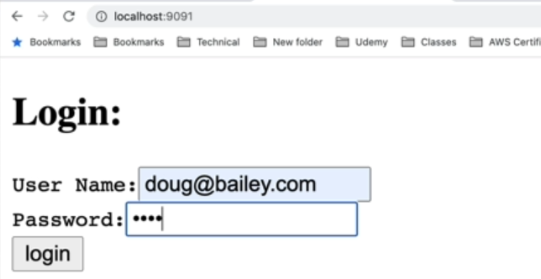 localhost:9091
Bookmarks Bookmarks Technical New folder Udemy Classes AWS Certifi
Login:
User Name: doug@bailey.com
Password: ••••
login